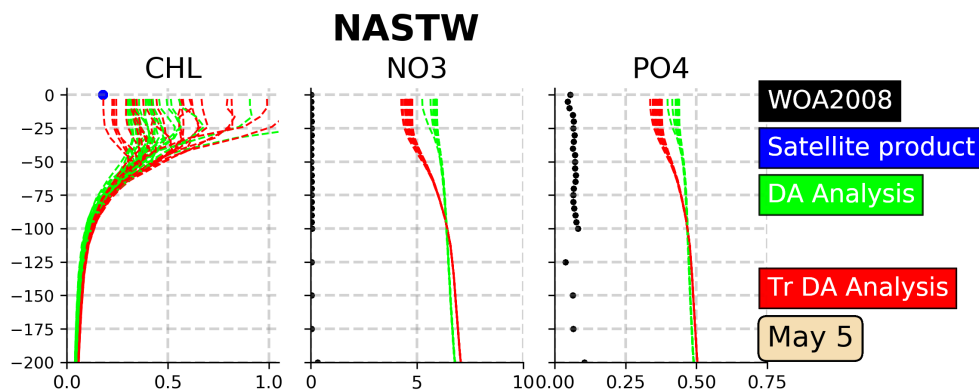 NASTW
CHL
NO3
PO4
0
−25
−50
−75
−100
−125
−150
−175
−200
0.0
0.5
1.0
0
5
10
0.00
0.25
0.50
0.75
WOA2008
Satellite product
DA Analysis
Tr DA Analysis
May 5